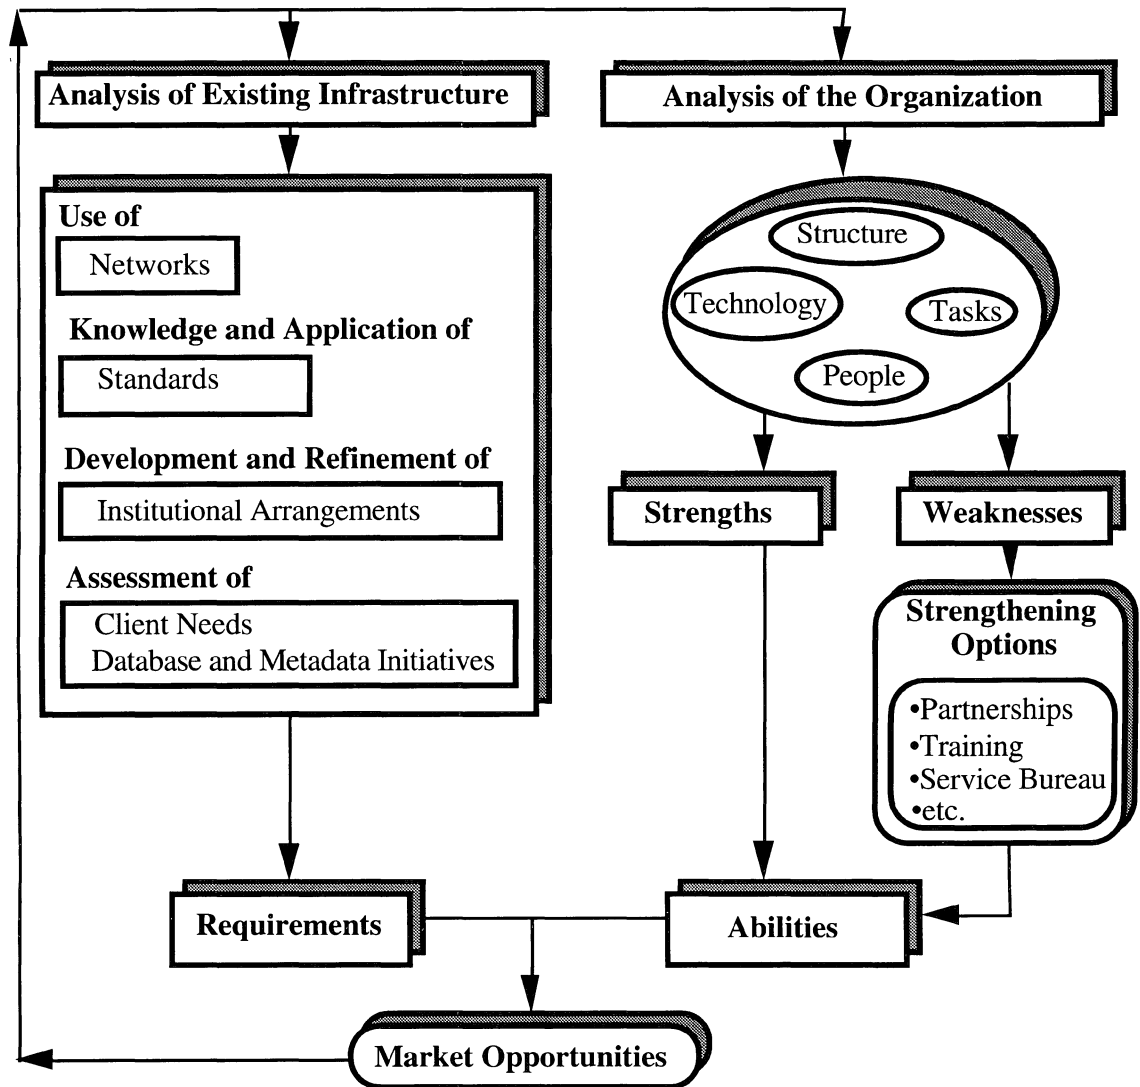 Analysis of Existing Infrastructure
Analysis of the Organization
Use of
Networks
Knowledge and Application of
Standards
Development and Refinement of
Institutional Arrangements
Assessment of
Client Needs
Database and Metadata Initiatives
Structure
Technology
Tasks
People
Strengths
Weaknesses
Strengthening
Options
•Partnerships
•Training
•Service Bureau
•etc.
Requirements
Abilities
Market Opportunities